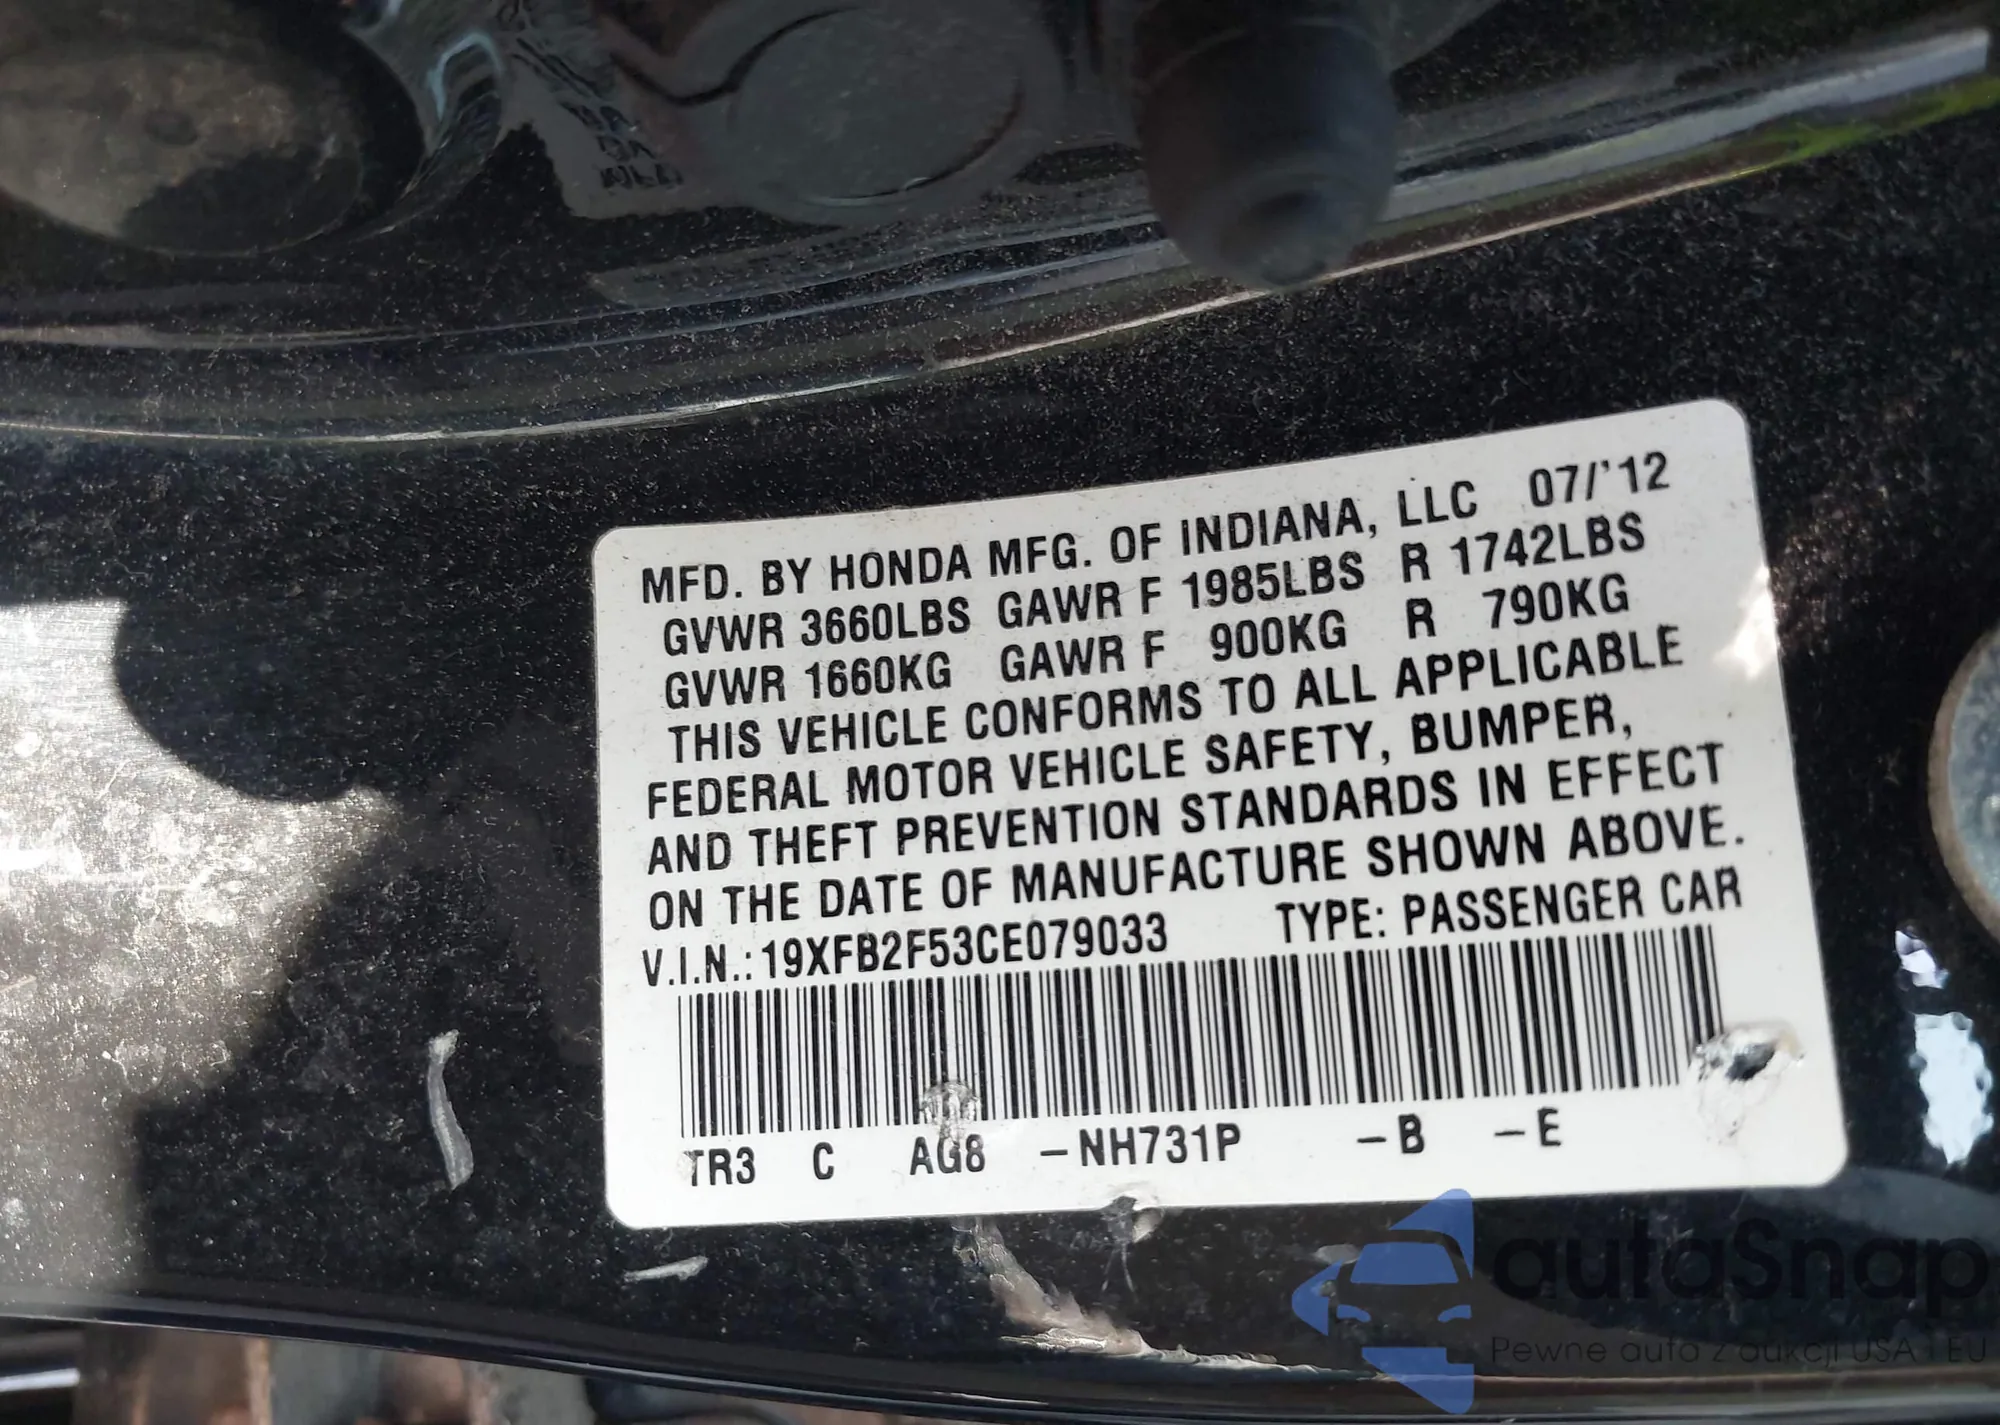 MFD. BY HONDA MFG. OF INDIANA, LLC 07/'12
GVWR 3660LBS GAWR F 1985LBS R 1742LBS
GVWR 1660KG GAWR F 900KG R 790KG
THIS VEHICLE CONFORMS TO ALL APPLICABLE
FEDERAL MOTOR VEHICLE SAFETY, BUMPER,
AND THEFT PREVENTION STANDARDS IN EFFECT
ON THE DATE OF MANUFACTURE SHOWN ABOVE.
V.I.N.: 19XFB2F53CE079033 TYPE: PASSENGER CAR
TR3 C AG8 –NH731P –B –E
autaSnap
Pewne auta z aukcji USA i EU